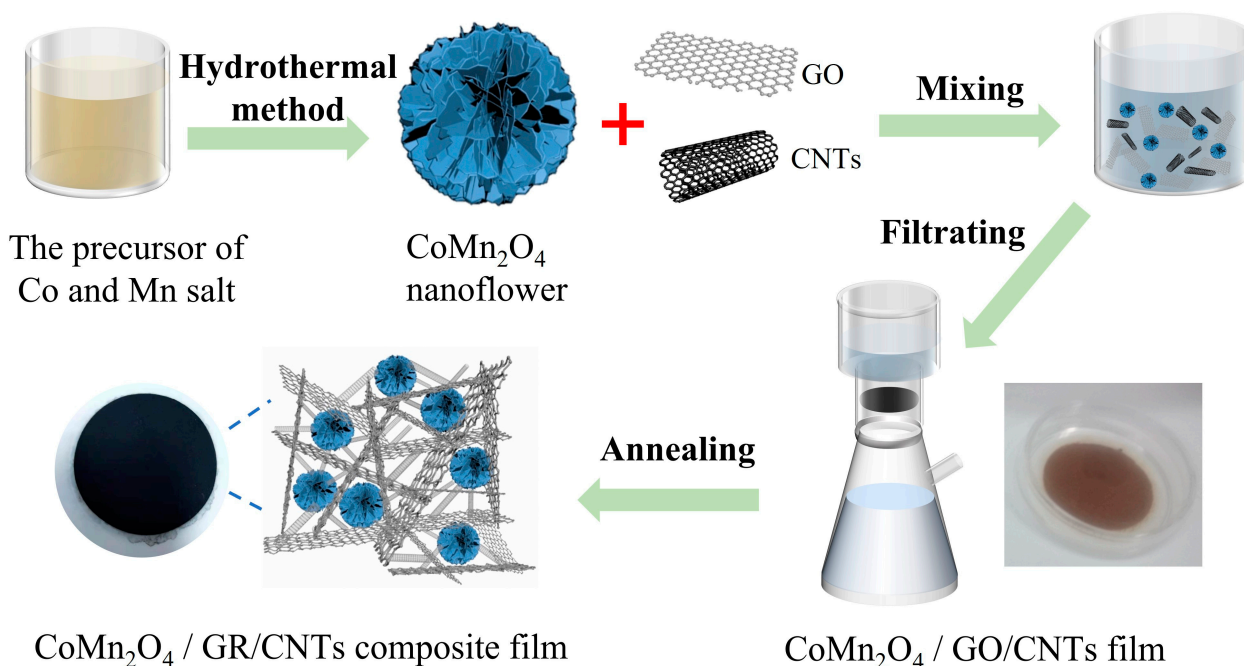 Hydrothermal
method
GO
CNTs
Mixing
The precursor of
Co and Mn salt
CoMn₂O₄
nanoflower
Filtrating
Annealing
CoMn₂O₄ / GR/CNTs composite film
CoMn₂O₄ / GO/CNTs film